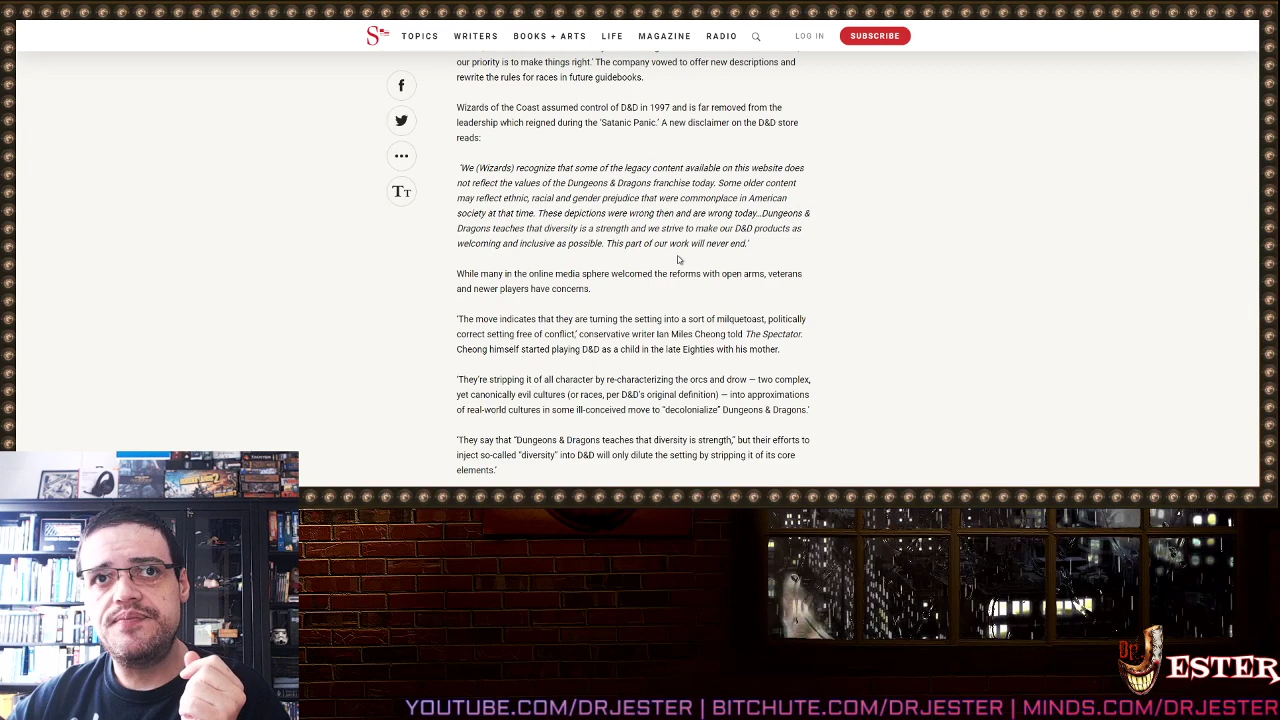 S
TOPICS WRITERS BOOKS + ARTS LIFE MAGAZINE RADIO LOG IN SUBSCRIBE
our priority is to make things right.' The company vowed to offer new descriptions and
rewrite the rules for races in future guidebooks.
Wizards of the Coast assumed control of D&D in 1997 and is far removed from the
leadership which reigned during the 'Satanic Panic.' A new disclaimer on the D&D store
reads:
'We (Wizards) recognize that some of the legacy content available on this website does
not reflect the values of the Dungeons & Dragons franchise today. Some older content
may reflect ethnic, racial and gender prejudice that were commonplace in American
society at that time. These depictions were wrong then and are wrong today…Dungeons &
Dragons teaches that diversity is a strength and we strive to make our D&D products as
welcoming and inclusive as possible. This part of our work will never end.'
While many in the online media sphere welcomed the reforms with open arms, veterans
and newer players have concerns.
'The move indicates that they are turning the setting into a sort of milquetoast, politically
correct setting free of conflict,' conservative writer Ian Miles Cheong told The Spectator.
Cheong himself started playing D&D as a child in the late Eighties with his mother.
'They're stripping it of all character by re-characterizing the orcs and drow — two complex,
yet canonically evil cultures (or races, per D&D's original definition) — into approximations
of real-world cultures in some ill-conceived move to "decolonialize" Dungeons & Dragons.'
'They say that "Dungeons & Dragons teaches that diversity is strength," but their efforts to
inject so-called "diversity" into D&D will only dilute the setting by stripping it of its core
elements.'
f
TT
Dr JESTER
YOUTUBE.COM/DRJESTER | BITCHUTE.COM/DRJESTER | MINDS.COM/DRJESTER